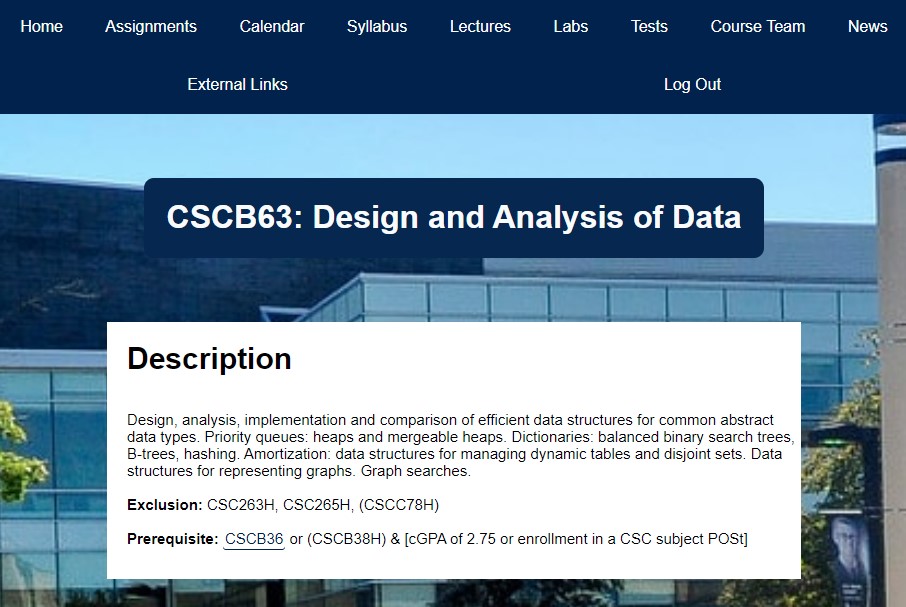 Home Assignments Calendar Syllabus Lectures Labs Tests Course Team News
External Links Log Out
CSCB63: Design and Analysis of Data
Description
Design, analysis, implementation and comparison of efficient data structures for common abstract
data types. Priority queues: heaps and mergeable heaps. Dictionaries: balanced binary search trees,
B-trees, hashing. Amortization: data structures for managing dynamic tables and disjoint sets. Data
structures for representing graphs. Graph searches.
Exclusion: CSC263H, CSC265H, (CSCC78H)
Prerequisite: CSCB36 or (CSCB38H) & [cGPA of 2.75 or enrollment in a CSC subject POSt]